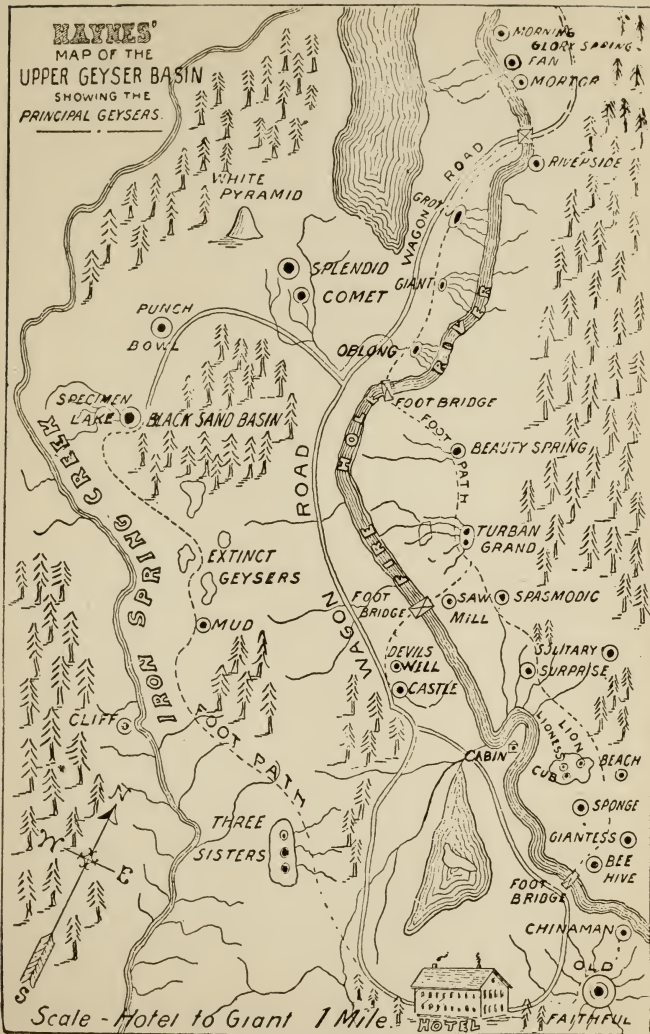 HAYNES'
MAP OF THE
UPPER GEYSER BASIN
SHOWING THE
PRINCIPAL GEYSERS.
MORNING
GLORY SPRING
FAN
MORTOR
RIVERSIDE
WAGON ROAD
GROTO
WHITE
PYRAMID
SPLENDID
COMET
GIANT
PUNCH
BOWL
OBLONG
FOOT BRIDGE
FIRE HOLE RIVER
SPECIMEN
LAKE
BLACK SAND BASIN
FOOT PATH
BEAUTY SPRING
IRON SPRING CREEK
WAGON ROAD
TURBAN
GRAND
EXTINCT
GEYSERS
FOOT
BRIDGE
SAW
MILL
SPASMODIC
MUD
DEVILS
WELL
SOLITARY
SURPRISE
CASTLE
CLIFF
FOOT PATH
LION
LIONESS
CUB
CABIN
BEACH
SPONGE
THREE
SISTERS
GIANTESS
BEE
HIVE
FOOT
BRIDGE
CHINAMAN
N
W
E
S
OLD
FAITHFUL
HOTEL
Scale - Hotel to Giant 1 Mile.